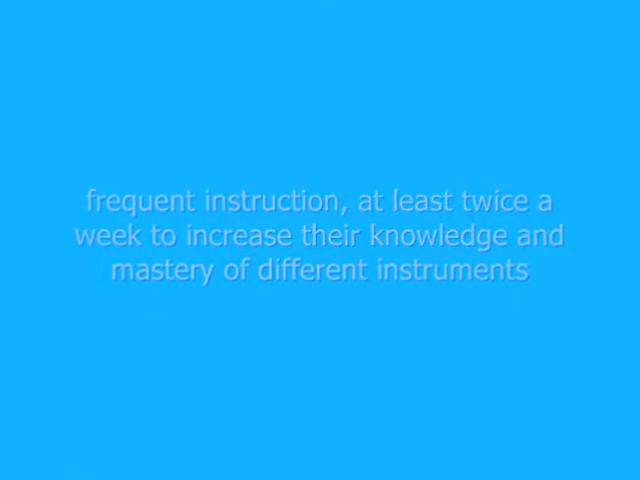 frequent instruction, at least twice a
week to increase their knowledge and
mastery of different instruments